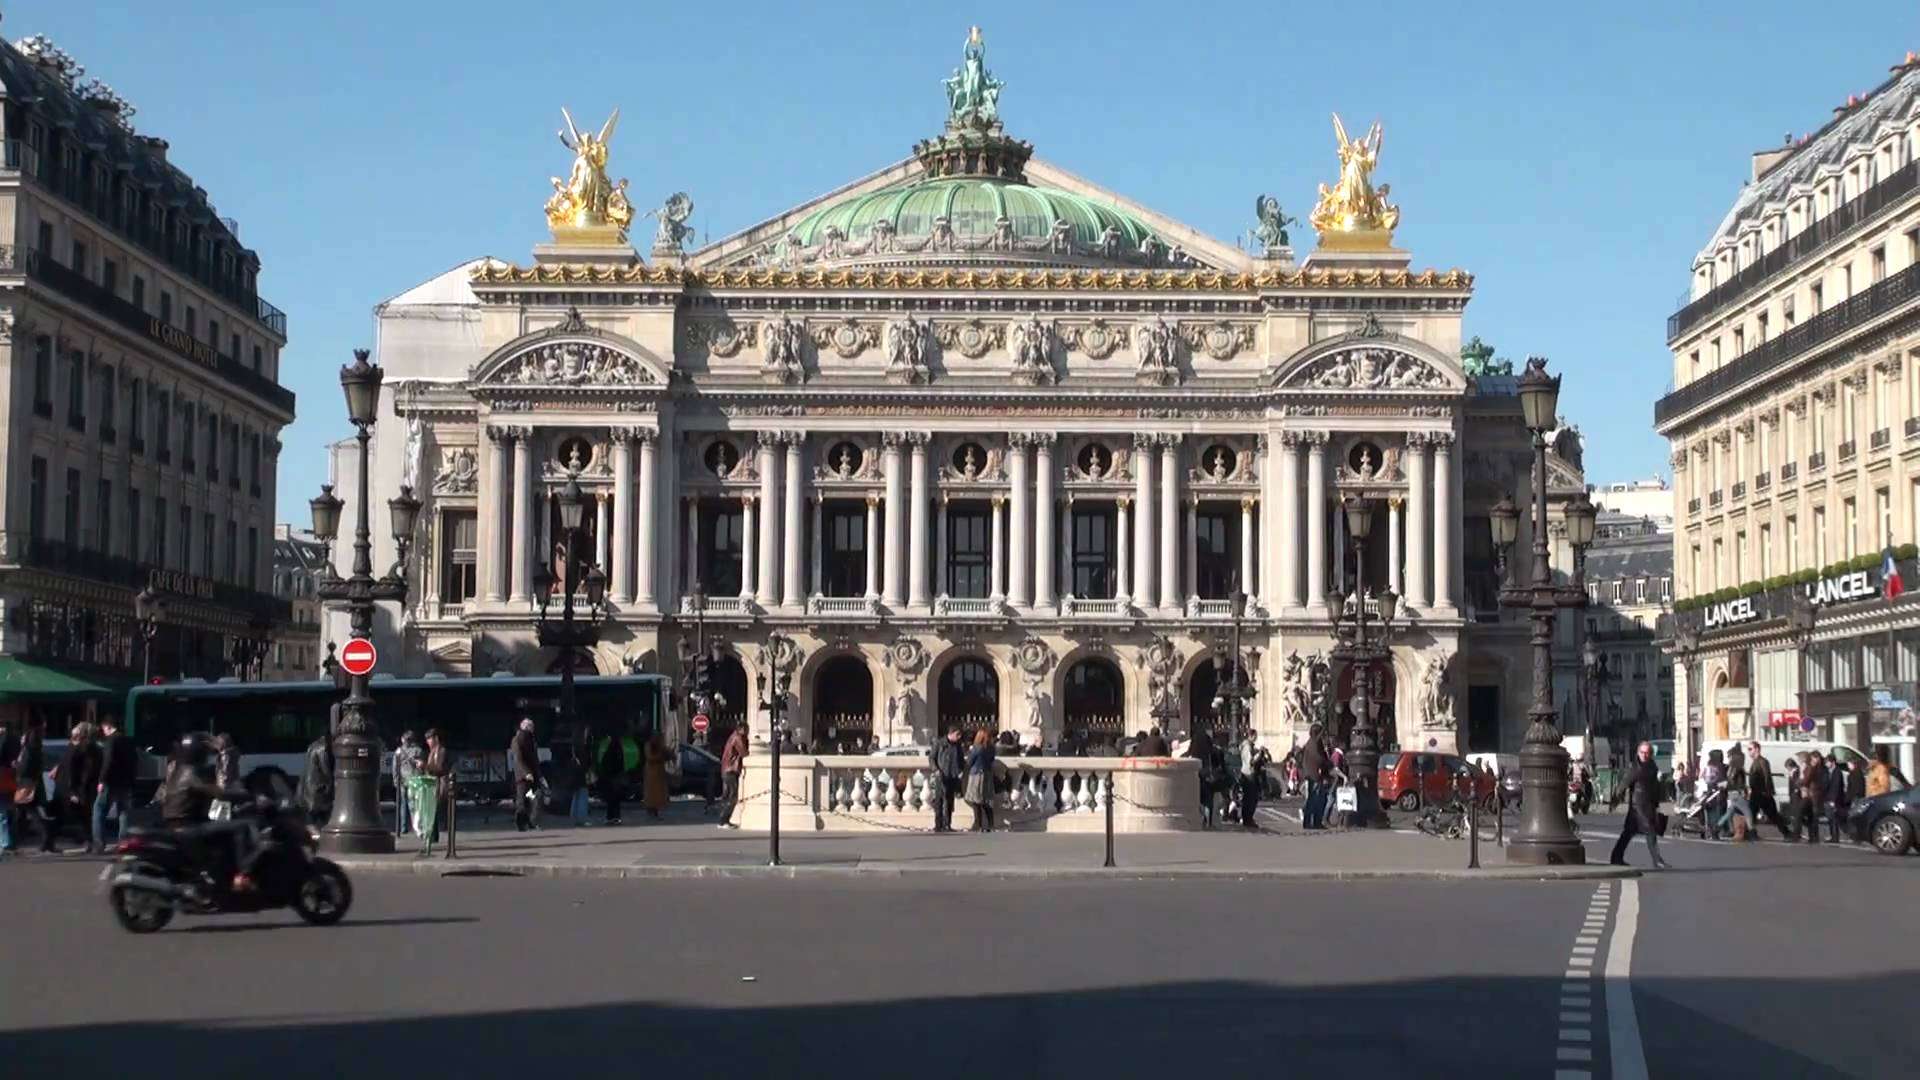 LE GRAND HOTEL
ACADEMIE NATIONALE DE MUSIQUE
CAFE DE LA PAIX
LANCEL
LANCEL